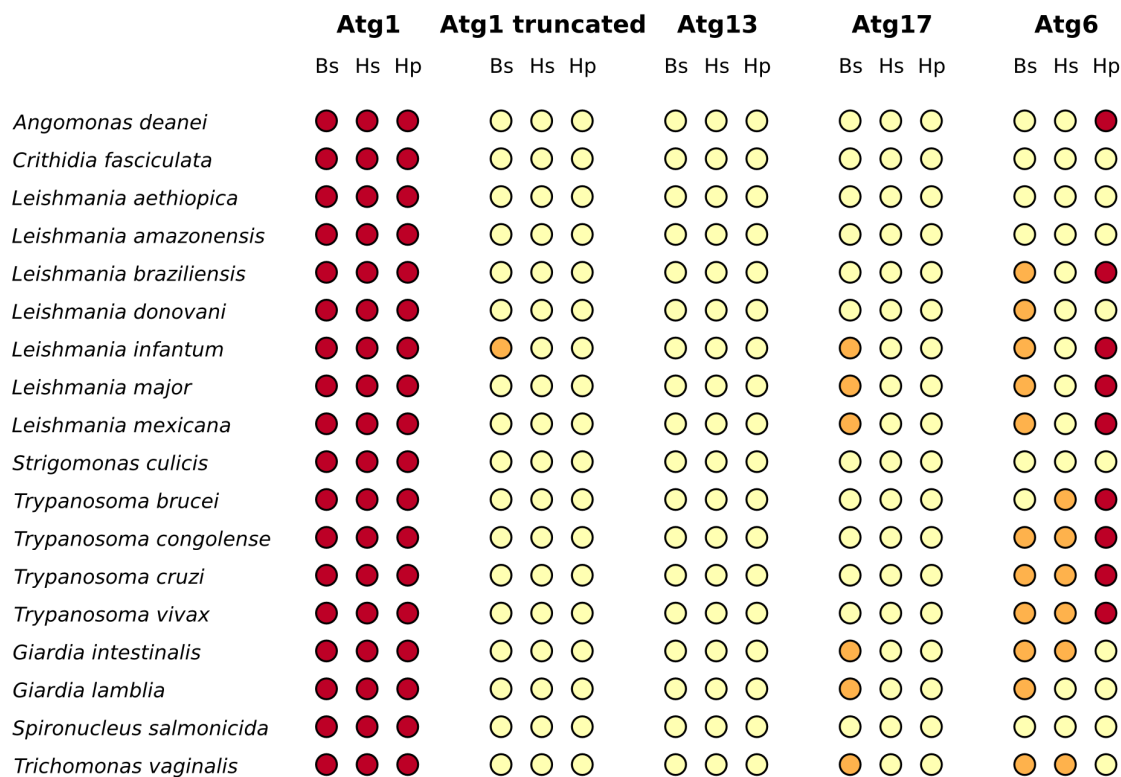 Atg1 Atg1 truncated Atg13 Atg17 Atg6
Bs Hs Hp Bs Hs Hp Bs Hs Hp Bs Hs Hp Bs Hs Hp
Angomonas deanei
Crithidia fasciculata
Leishmania aethiopica
Leishmania amazonensis
Leishmania braziliensis
Leishmania donovani
Leishmania infantum
Leishmania major
Leishmania mexicana
Strigomonas culicis
Trypanosoma brucei
Trypanosoma congolense
Trypanosoma cruzi
Trypanosoma vivax
Giardia intestinalis
Giardia lamblia
Spironucleus salmonicida
Trichomonas vaginalis